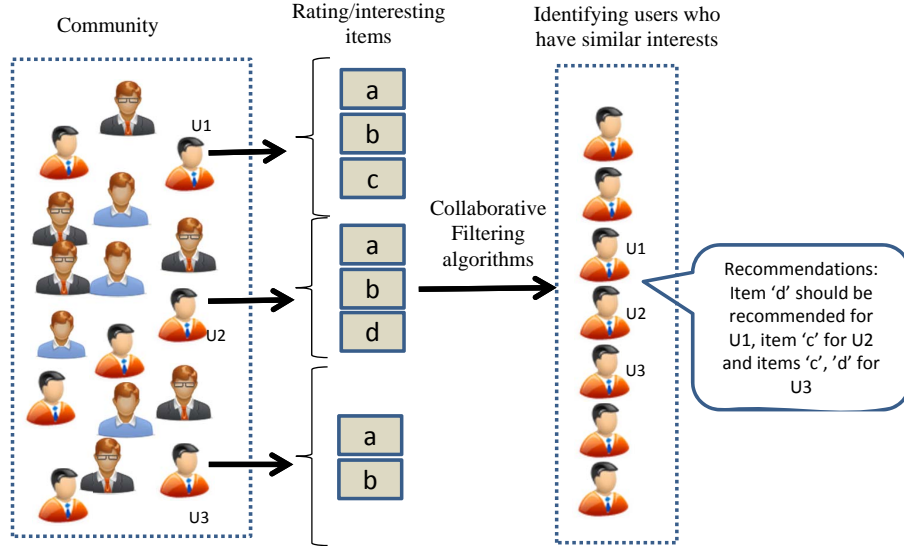 Community
Rating/interesting
items
Identifying users who
have similar interests
U1
a
b
c
U2
a
b
d
U3
a
b
Collaborative
Filtering
algorithms
U1
U2
U3
Recommendations:
Item ‘d’ should be
recommended for
U1, item ‘c’ for U2
and items ‘c’, ’d’ for
U3